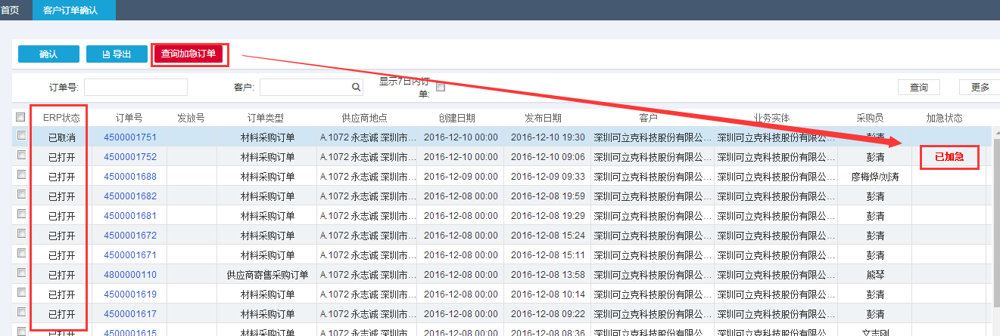 首页 客户订单确认
确认 导出 查询加急订单
订单号: 客户: 显示7日内订单: 查询 更多
ERP状态 订单号 发放号 订单类型 供应商地点 创建日期 发布日期 客户 业务实体 采购员 加急状态
已取消 4500001751 材料采购订单 A.1072 永志诚 深圳市... 2016-12-10 00:00 2016-12-10 19:30 深圳可立克科技股份有限公... 深圳可立克科技股份有限公... 彭清
已打开 4500001752 材料采购订单 A.1072 永志诚 深圳市... 2016-12-10 00:00 2016-12-10 09:06 深圳可立克科技股份有限公... 深圳可立克科技股份有限公... 彭清 已加急
已打开 4500001688 材料采购订单 A.1072 永志诚 深圳市... 2016-12-09 00:00 2016-12-09 09:33 深圳可立克科技股份有限公... 深圳可立克科技股份有限公... 廖梅烨/刘涛
已打开 4500001682 材料采购订单 A.1072 永志诚 深圳市... 2016-12-08 00:00 2016-12-08 19:59 深圳可立克科技股份有限公... 深圳可立克科技股份有限公... 彭清
已打开 4500001681 材料采购订单 A.1072 永志诚 深圳市... 2016-12-08 00:00 2016-12-08 19:29 深圳可立克科技股份有限公... 深圳可立克科技股份有限公... 彭清
已打开 4500001672 材料采购订单 A.1072 永志诚 深圳市... 2016-12-08 00:00 2016-12-08 15:24 深圳可立克科技股份有限公... 深圳可立克科技股份有限公... 彭清
已打开 4500001671 材料采购订单 A.1072 永志诚 深圳市... 2016-12-08 00:00 2016-12-08 15:11 深圳可立克科技股份有限公... 深圳可立克科技股份有限公... 彭清
已打开 4800000110 供应商寄售采购订单 A.1072 永志诚 深圳市... 2016-12-08 00:00 2016-12-08 13:58 深圳可立克科技股份有限公... 深圳可立克科技股份有限公... 熊琴
已打开 4500001619 材料采购订单 A.1072 永志诚 深圳市... 2016-12-08 00:00 2016-12-08 10:14 深圳可立克科技股份有限公... 深圳可立克科技股份有限公... 彭清
已打开 4500001617 材料采购订单 A.1072 永志诚 深圳市... 2016-12-08 00:00 2016-12-08 09:22 深圳可立克科技股份有限公... 深圳可立克科技股份有限公... 彭清
已打开 4500001615 材料采购订单 A.1072 永志诚 深圳市... 2016-12-08 00:00 2016-12-08 08:36 深圳可立克科技股份有限公... 深圳可立克科技股份有限公... 文志刚